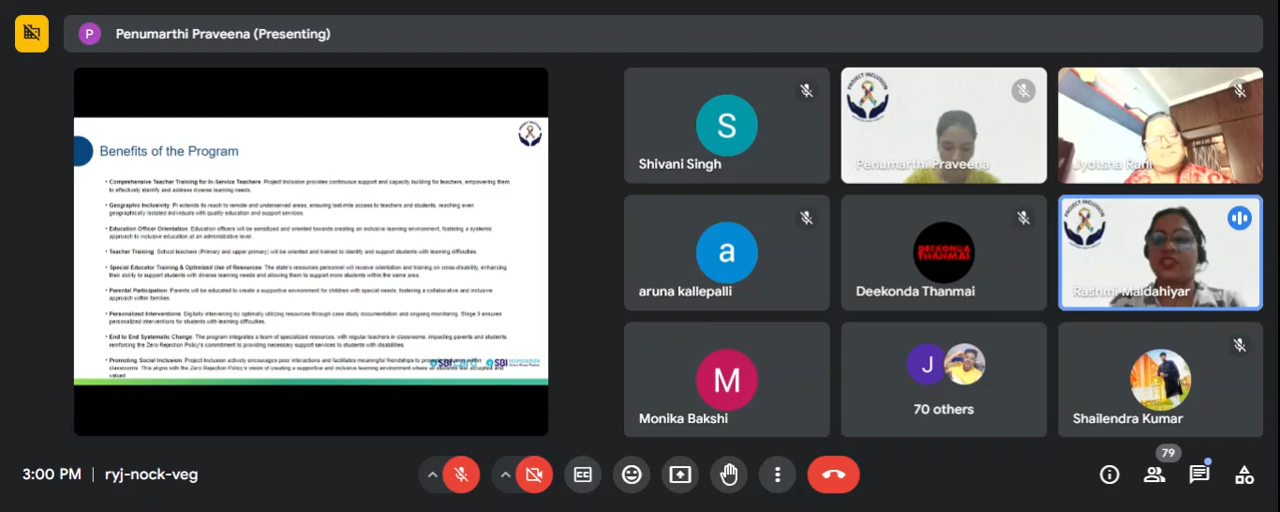 P Penumarthi Praveena (Presenting)
Benefits of the Program
• Comprehensive Teacher Training for In-Service Teachers: Project Inclusion provides continuous support and capacity building for teachers, empowering them
to effectively identify and address diverse learning needs.
• Geographic Inclusivity: PI extends its reach to remote and underserved areas, ensuring last-mile access to teachers and students, reaching even
geographically isolated individuals with quality education and support services.
• Education Officer Orientation: Education officers will be sensitized and oriented towards creating an inclusive learning environment, fostering a systemic
approach to inclusive education at an administrative level.
• Teacher Training: School teachers (Primary and upper primary) will be oriented and trained to identify and support students with learning difficulties.
• Special Educator Training & Optimized Use of Resources: The state's resources personnel will receive orientation and training on cross-disability, enhancing
their ability to support students with diverse learning needs and allowing them to support more students within the same area.
• Parental Participation: Parents will be educated to create a supportive environment for children with special needs, fostering a collaborative and inclusive
approach within families.
• Personalized Interventions: Digitally intervening by optimally utilizing resources through case study documentation and ongoing monitoring. Stage 3 ensures
personalized interventions for students with learning difficulties.
• End to End Systematic Change: The program integrates a team of specialized resources, with regular teachers in classrooms, impacting parents and students
reinforcing the Zero Rejection Policy's commitment to providing necessary support services to students with disabilities.
• Promoting Social Inclusion: Project Inclusion actively encourages peer interactions and facilitates meaningful friendships to
classrooms. This aligns with the Zero Rejection Policy's vision of creating a supportive and inclusive learning environment where all students feel accepted and
valued.
SBI card SBI FOUNDATION
S
Shivani Singh
PROJECT INCLUSION
Penumarthi Praveena
Jyotsna Rani
a
aruna kallepalli
DEEKONDA
THANMAI
Deekonda Thanmai
PROJECT INCLUSION
Rashmi Maldahiyar
M
Monika Bakshi
J
70 others
Shailendra Kumar
3:00 PM | ryj-nock-veg
CC
79